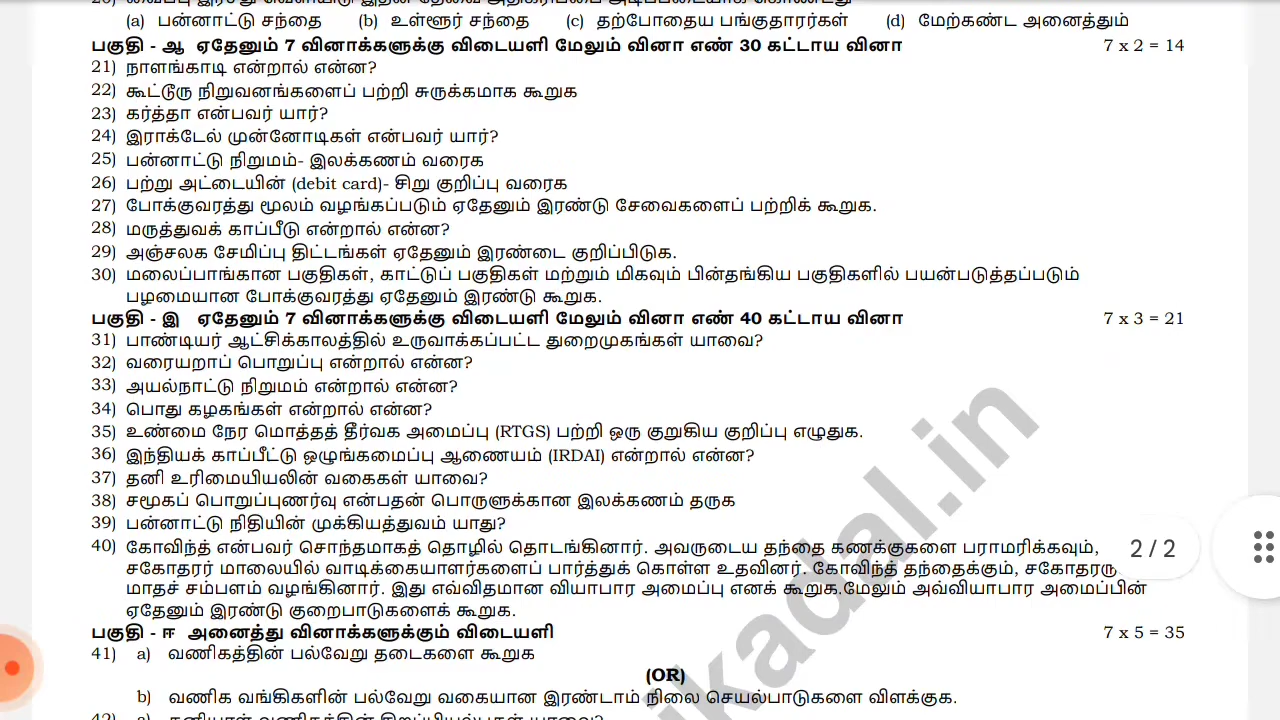 (a) பன்னாட்டு சந்தை (b) உள்ளூர் சந்தை (c) தற்போதைய பங்குதாரர்கள் (d) மேற்கண்ட அனைத்தும்
பகுதி - ஆ ஏதேனும் 7 வினாக்களுக்கு விடையளி மேலும் வினா எண் 30 கட்டாய வினா 7 x 2 = 14
21) நாளங்காடி என்றால் என்ன?
22) கூட்டூரு நிறுவனங்களைப் பற்றி சுருக்கமாக கூறுக
23) கர்த்தா என்பவர் யார்?
24) இராக்டேல் முன்னோடிகள் என்பவர் யார்?
25) பன்னாட்டு நிறுமம்- இலக்கணம் வரைக
26) பற்று அட்டையின் (debit card)- சிறு குறிப்பு வரைக
27) போக்குவரத்து மூலம் வழங்கப்படும் ஏதேனும் இரண்டு சேவைகளைப் பற்றிக் கூறுக.
28) மருத்துவக் காப்பீடு என்றால் என்ன?
29) அஞ்சலக சேமிப்பு திட்டங்கள் ஏதேனும் இரண்டை குறிப்பிடுக.
30) மலைப்பாங்கான பகுதிகள், காட்டுப் பகுதிகள் மற்றும் மிகவும் பின்தங்கிய பகுதிகளில் பயன்படுத்தப்படும்
பழமையான போக்குவரத்து ஏதேனும் இரண்டு கூறுக.
பகுதி - இ ஏதேனும் 7 வினாக்களுக்கு விடையளி மேலும் வினா எண் 40 கட்டாய வினா 7 x 3 = 21
31) பாண்டியர் ஆட்சிக்காலத்தில் உருவாக்கப்பட்ட துறைமுகங்கள் யாவை?
32) வரையறாப் பொறுப்பு என்றால் என்ன?
33) அயல்நாட்டு நிறுமம் என்றால் என்ன?
34) பொது கழகங்கள் என்றால் என்ன?
35) உண்மை நேர மொத்தத் தீர்வக அமைப்பு (RTGS) பற்றி ஒரு குறுகிய குறிப்பு எழுதுக.
36) இந்தியக் காப்பீட்டு ஒழுங்கமைப்பு ஆணையம் (IRDAI) என்றால் என்ன?
37) தனி உரிமையியலின் வகைகள் யாவை?
38) சமூகப் பொறுப்புணர்வு என்பதன் பொருளுக்கான இலக்கணம் தருக
39) பன்னாட்டு நிதியின் முக்கியத்துவம் யாது?
40) கோவிந்த் என்பவர் சொந்தமாகத் தொழில் தொடங்கினார். அவருடைய தந்தை கணக்குகளை பராமரிக்கவும்,
சகோதரர் மாலையில் வாடிக்கையாளர்களைப் பார்த்துக் கொள்ள உதவினர். கோவிந்த் தந்தைக்கும்,
மாதச் சம்பளம் வழங்கினார். இது எவ்விதமான வியாபார அமைப்பு எனக் கூறுக.மேலும் அவ்வியாபார அமைப்பின்
ஏதேனும் இரண்டு குறைபாடுகளைக் கூறுக.
2 / 2
பகுதி - ஈ அனைத்து வினாக்களுக்கும் விடையளி 7 x 5 = 35
41) a) வணிகத்தின் பல்வேறு தடைகளை கூறுக
(OR)
b) வணிக வங்கிகளின் பல்வேறு வகையான இரண்டாம் நிலை செயல்பாடுகளை விளக்குக.
ikadal.in